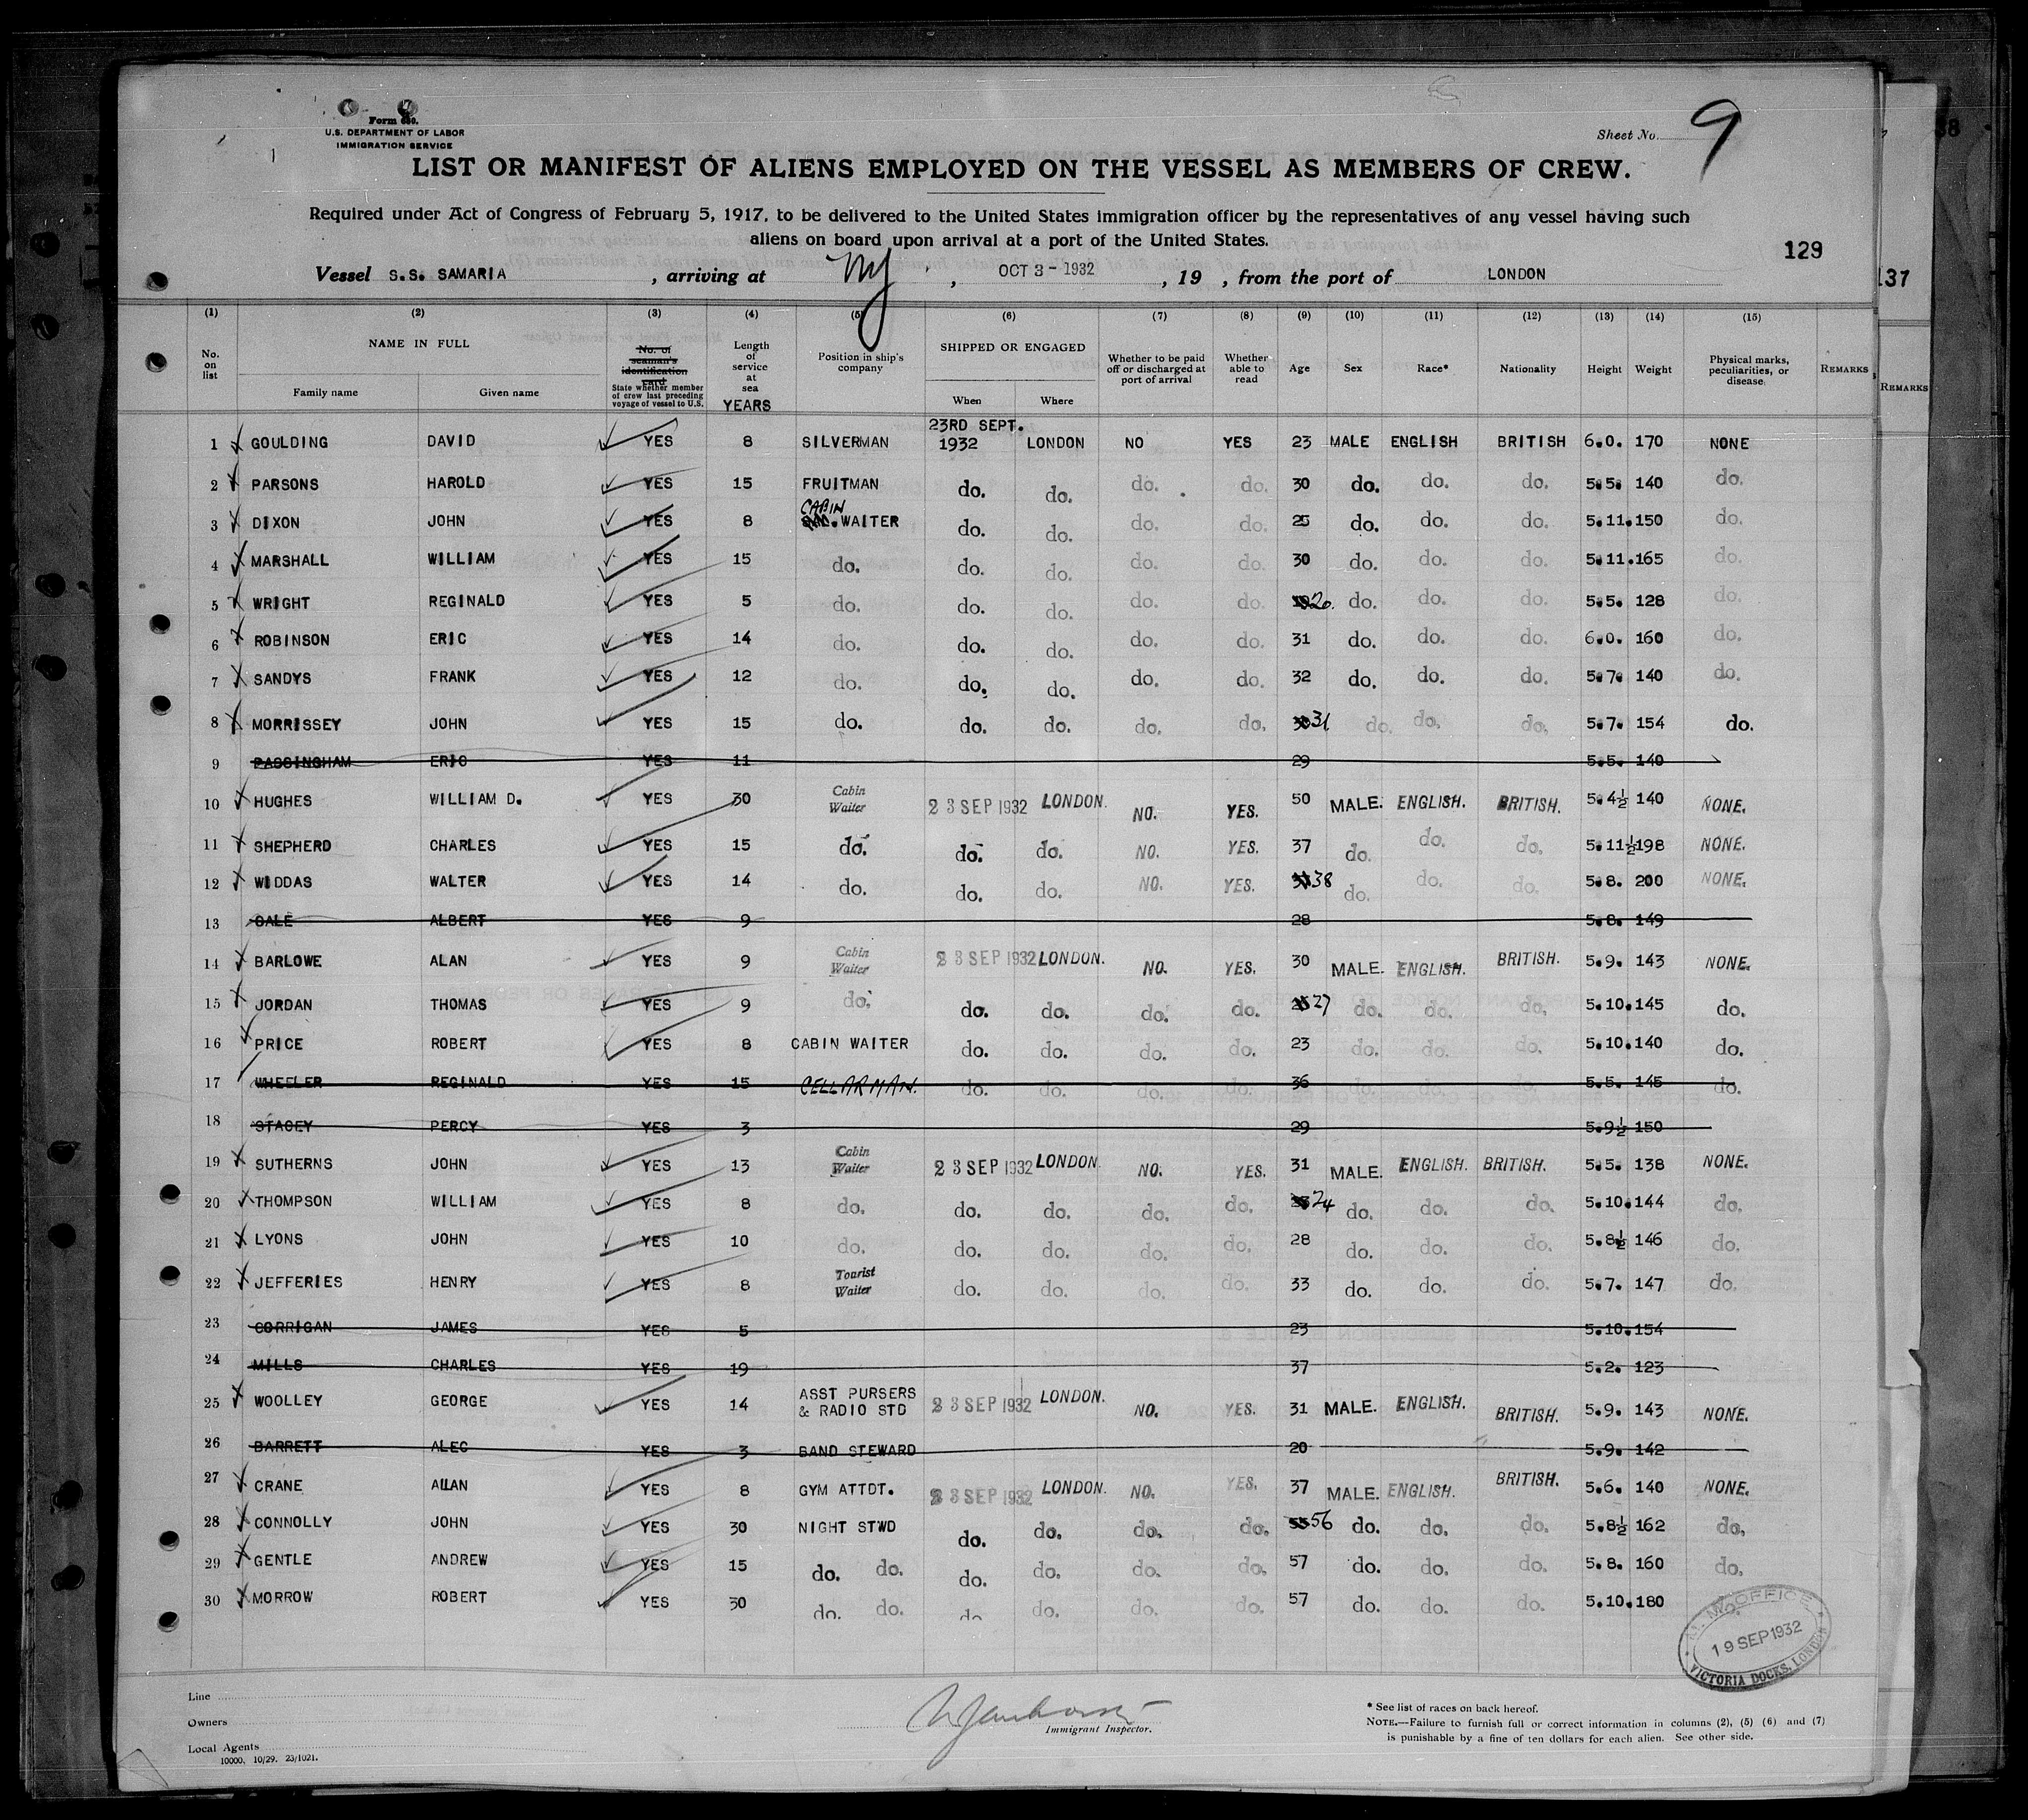 Form 680.
U.S. DEPARTMENT OF LABOR
IMMIGRATION SERVICE
Sheet No. 9
LIST OR MANIFEST OF ALIENS EMPLOYED ON THE VESSEL AS MEMBERS OF CREW.
Required under Act of Congress of February 5, 1917, to be delivered to the United States immigration officer by the representatives of any vessel having such
aliens on board upon arrival at a port of the United States.
129
Vessel S.S. SAMARIA, arriving at NY, OCT 3 - 1932, 19 , from the port of LONDON
137
38
(1) (2) (3) (4) (5) (6) (7) (8) (9) (10) (11) (12) (13) (14) (15)
No. on list NAME IN FULL Family name Given name No. of seaman's identification card State whether member of crew last preceding voyage of vessel to U.S. Length of service at sea YEARS Position in ship's company SHIPPED OR ENGAGED When Where Whether to be paid off or discharged at port of arrival Whether able to read Age Sex Race* Nationality Height Weight Physical marks, peculiarities, or disease REMARKS REMARKS
1 GOULDING DAVID YES 8 SILVERMAN 23RD SEPT. 1932 LONDON NO YES 23 MALE ENGLISH BRITISH 6.0. 170 NONE
2 PARSONS HAROLD YES 15 FRUITMAN do. do. do. do. 30 do. do. do. 5.5. 140 do.
3 DIXON JOHN YES 8 CABIN WAITER do. do. do. do. 25 do. do. do. 5.11. 150 do.
4 MARSHALL WILLIAM YES 15 do. do. do. do. do. 30 do. do. do. 5.11. 165 do.
5 WRIGHT REGINALD YES 5 do. do. do. do. do. 20. do. do. do. 5.5. 128 do.
6 ROBINSON ERIC YES 14 do. do. do. do. do. 31 do. do. do. 6.0. 160 do.
7 SANDYS FRANK YES 12 do. do. do. do. do. 32 do. do. do. 5.7. 140 do.
8 MORRISSEY JOHN YES 15 do. do. do. do. do. 31 do. do. do. 5.7. 154 do.
9 PASSINGHAM ERIC YES 11 29 5.5. 140
10 HUGHES WILLIAM D. YES 30 Cabin Waiter 23 SEP 1932 LONDON. NO. YES. 50 MALE. ENGLISH. BRITISH. 5.4½ 140 NONE.
11 SHEPHERD CHARLES YES 15 do. do. do. NO. YES. 37 do. do. do. 5.11½ 198 NONE.
12 WIDDAS WALTER YES 14 do. do. do. NO. YES. 38 do. do. do. 5.8. 200 NONE.
13 GALE ALBERT YES 9 28 5.8. 149
14 BARLOWE ALAN YES 9 Cabin Waiter 23 SEP 1932 LONDON. NO. YES. 30 MALE. ENGLISH. BRITISH. 5.9. 143 NONE.
15 JORDAN THOMAS YES 9 do. do. do. do. do. 27 do. do. do. 5.10. 145 do.
16 PRICE ROBERT YES 8 CABIN WAITER do. do. do. do. 23 do. do. do. 5.10. 140 do.
17 WHEELER REGINALD YES 15 CELLARMAN. do. do. do. do. 36 do. do. do. 5.5. 145 do.
18 STACEY PERCY YES 3 29 5.9½ 150
19 SUTHERNS JOHN YES 13 Cabin Waiter 23 SEP 1932 LONDON NO. YES. 31 MALE. ENGLISH. BRITISH. 5.5. 138 NONE.
20 THOMPSON WILLIAM YES 8 do. do. do. do. do. 24 do. do. do. 5.10. 144 do.
21 LYONS JOHN YES 10 do. do. do. do. do. 28 do. do. do. 5.8½ 146 do.
22 JEFFERIES HENRY YES 8 Tourist Waiter do. do. do. do. 33 do. do. do. 5.7. 147 do.
23 CORRIGAN JAMES YES 5 23 5.10. 154
24 MILLS CHARLES YES 19 37 5.2. 123
25 WOOLLEY GEORGE YES 14 ASST PURSERS & RADIO STD 23 SEP 1932 LONDON. NO. YES. 31 MALE. ENGLISH. BRITISH. 5.9. 143 NONE.
26 BARRETT ALEC YES 3 BAND STEWARD 20 5.9. 142
27 CRANE ALLAN YES 8 GYM ATTDT. 23 SEP 1932 LONDON. NO. YES. 37 MALE. ENGLISH. BRITISH. 5.6. 140 NONE.
28 CONNOLLY JOHN YES 30 NIGHT STWD do. do. do. do. 56 do. do. do. 5.8½ 162 do.
29 GENTLE ANDREW YES 15 do. do. do. do. do. do. 57 do. do. do. 5.8. 160 do.
30 MORROW ROBERT YES 30 do. do. do. do. do. do. 57 do. do. do. 5.10. 180
M.M. OFFICE
19 SEP 1932
VICTORIA DOCKS, LONDON
Line
Owners
Local Agents
10000. 10/29. 23/1021.
Immigrant Inspector.
* See list of races on back hereof.
NOTE.—Failure to furnish full or correct information in columns (2), (5) (6) and (7)
is punishable by a fine of ten dollars for each alien. See other side.